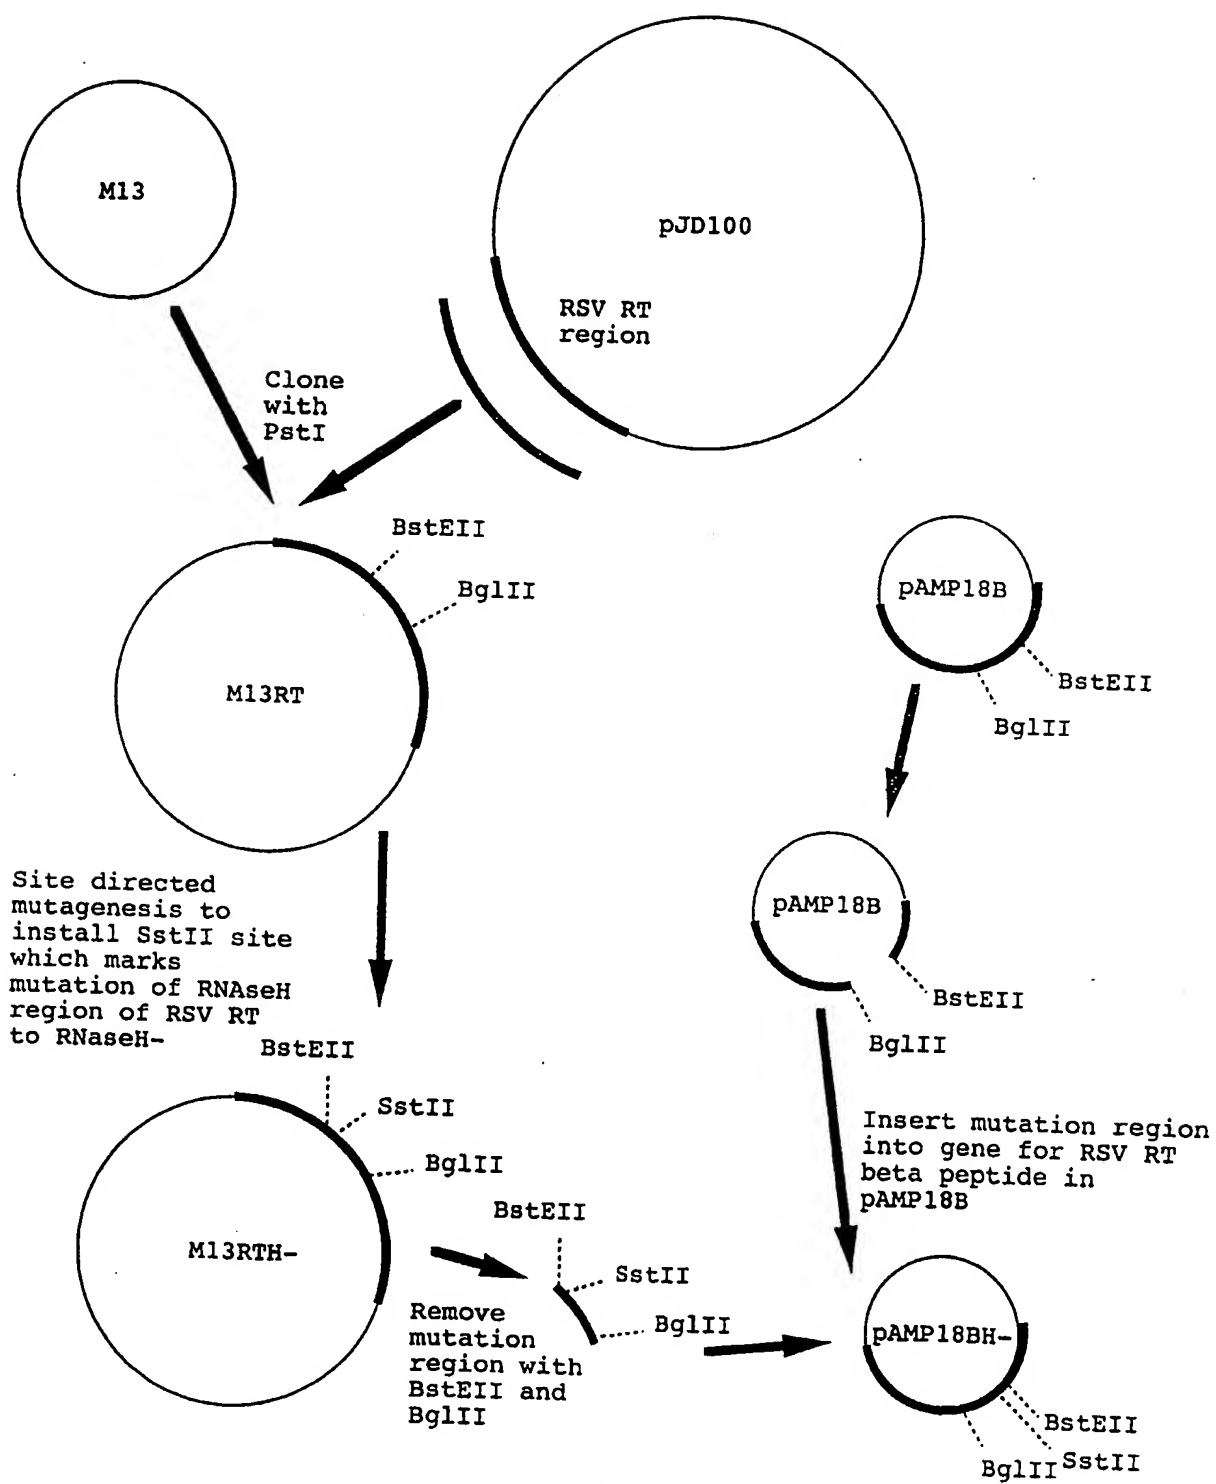 M13
pJD100
RSV RT
region
Clone
with
PstI
BstEII
BglII
M13RT
pAMP18B
BstEII
BglII
Site directed
mutagenesis to
install SstII site
which marks
mutation of RNAseH
region of RSV RT
to RNaseH-
pAMP18B
BstEII
BglII
BstEII
SstII
BglII
M13RTH-
Insert mutation region
into gene for RSV RT
beta peptide in
pAMP18B
BstEII
SstII
BglII
Remove
mutation
region with
BstEII and
BglII
pAMP18BH-
BstEII
SstII
BglII